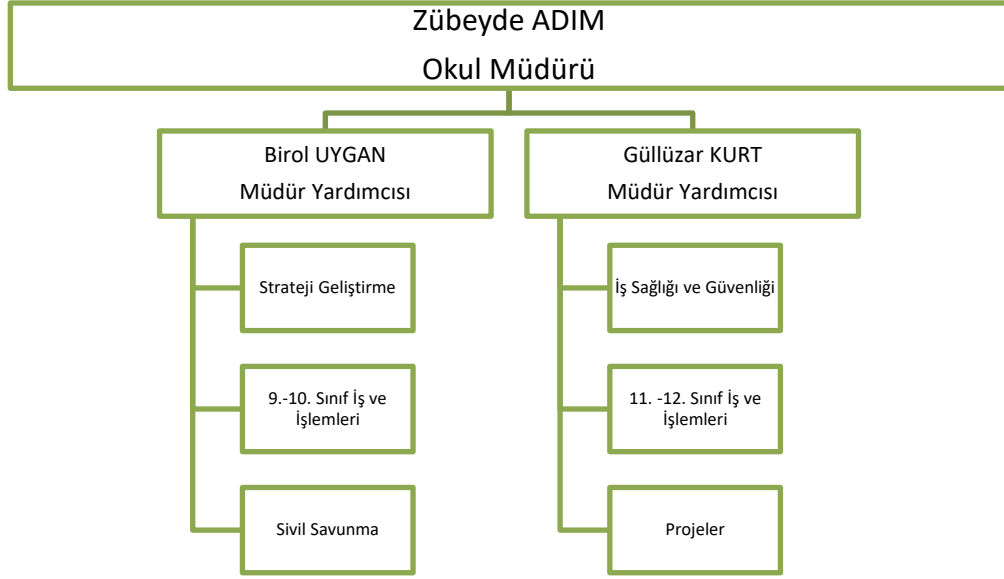 Zübeyde ADIM
Okul Müdürü
Birol UYGAN
Müdür Yardımcısı
Strateji Geliştirme
9.-10. Sınıf İş ve
İşlemleri
Sivil Savunma
Güllüzar KURT
Müdür Yardımcısı
İş Sağlığı ve Güvenliği
11. -12. Sınıf İş ve
İşlemleri
Projeler